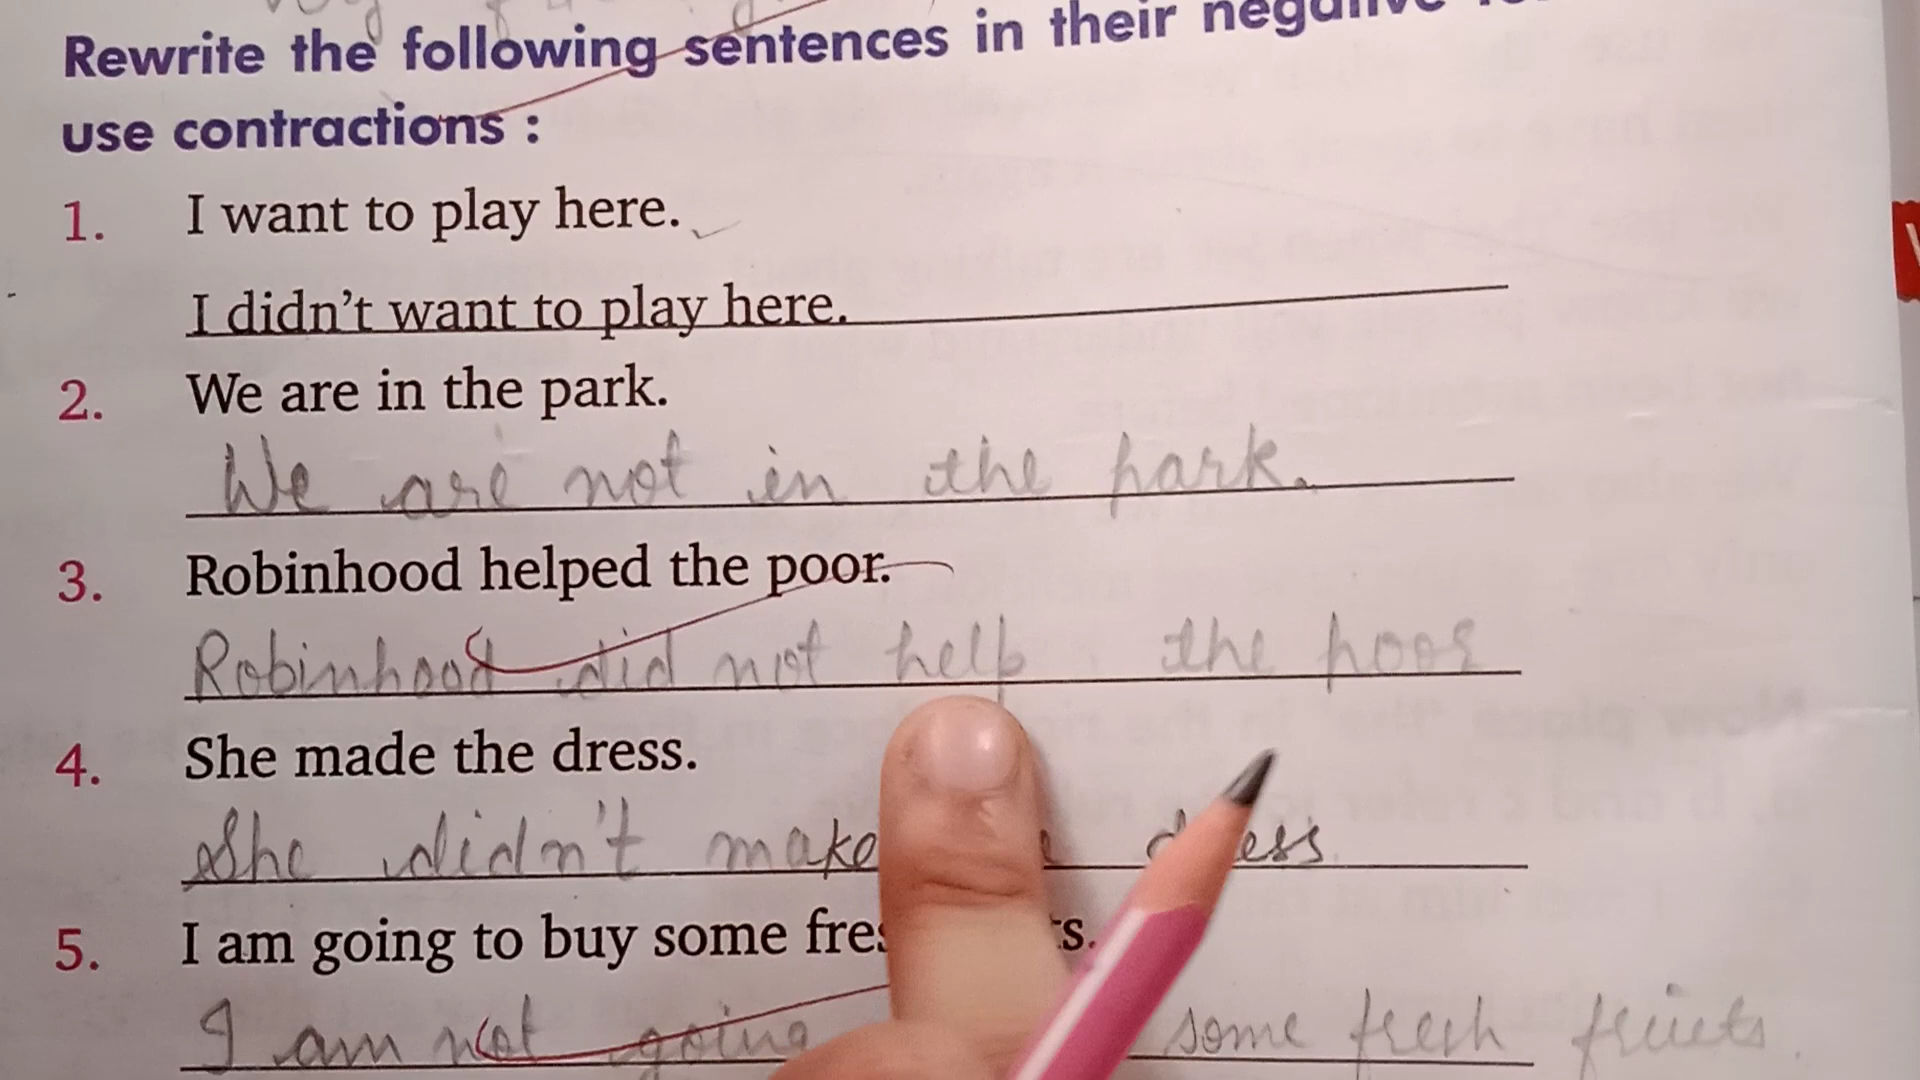 Rewrite the following sentences in their negative
use contractions :
1. I want to play here.
I didn't want to play here.
2. We are in the park.
We are not in the park.
3. Robinhood helped the poor.
Robinhood did not help the poor
4. She made the dress.
She didn't make dress
5. I am going to buy some
I am not going some fresh fruits.